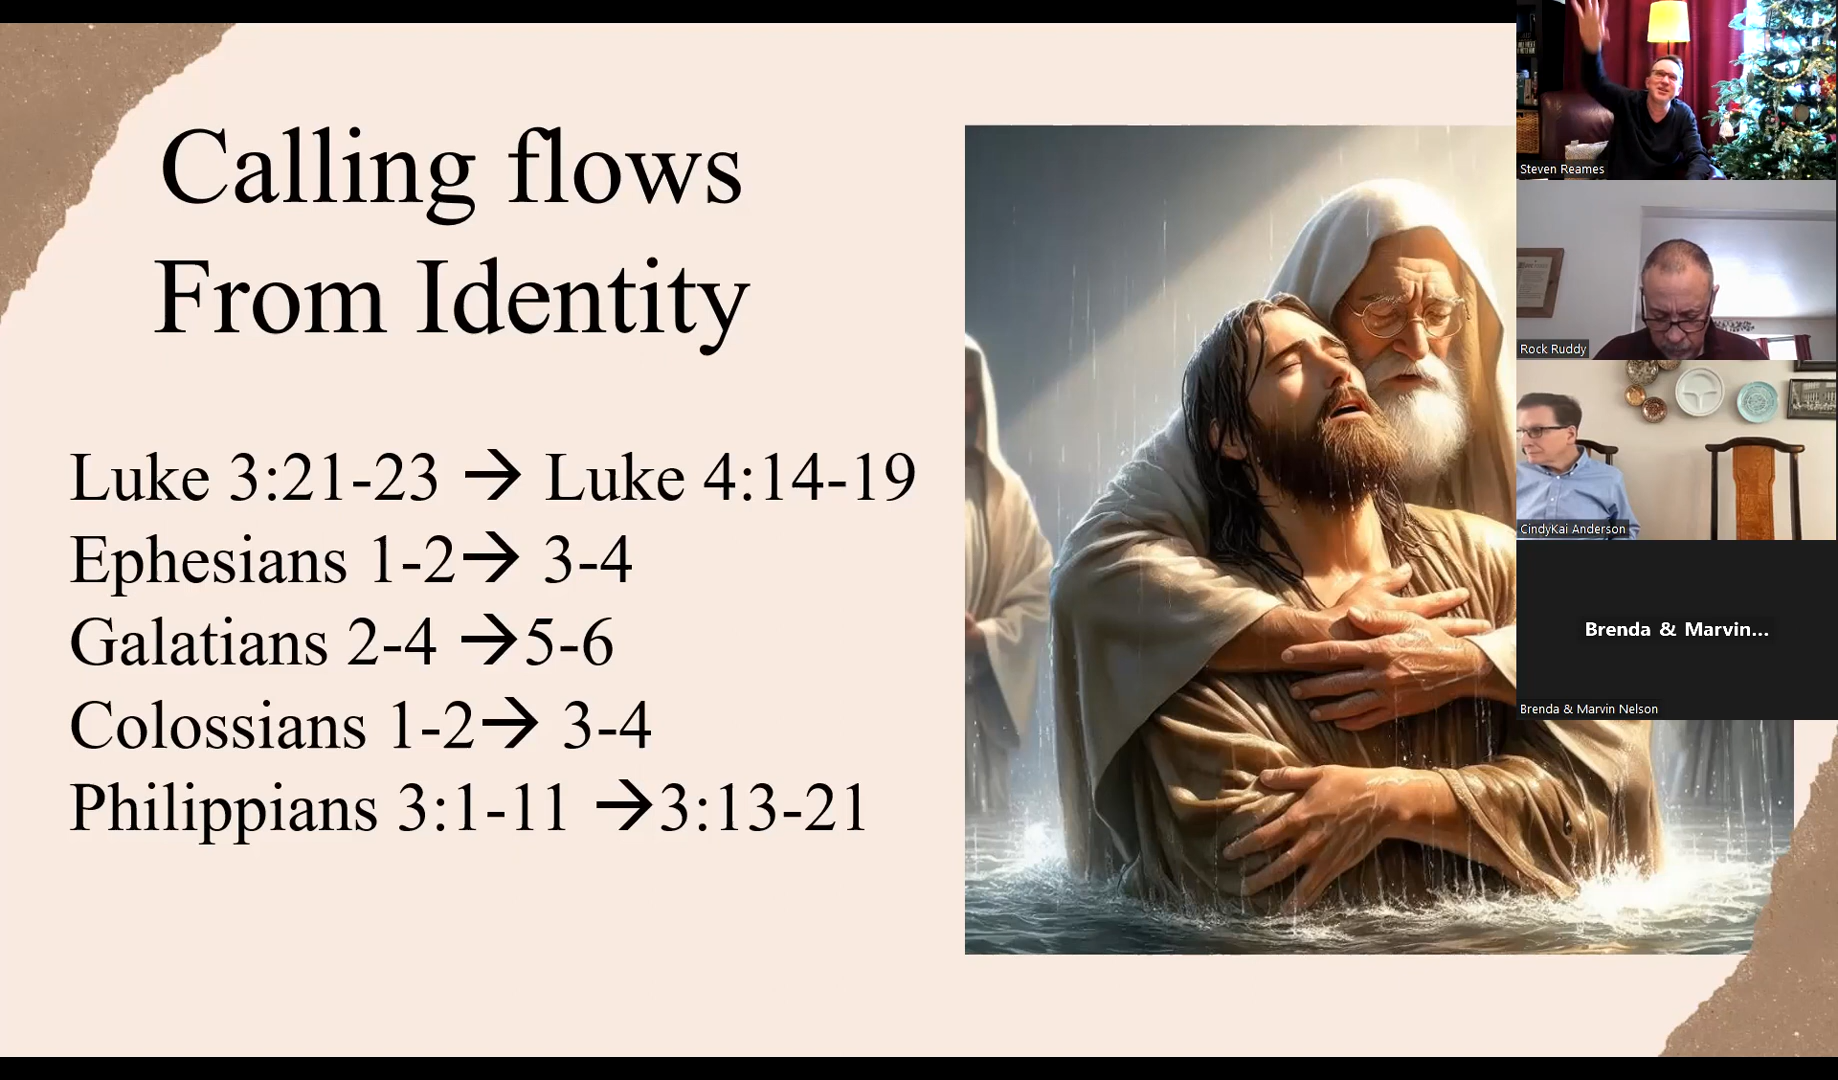 Calling flows
From Identity
Luke 3:21-23 → Luke 4:14-19
Ephesians 1-2→ 3-4
Galatians 2-4 →5-6
Colossians 1-2→ 3-4
Philippians 3:1-11 →3:13-21
Steven Reames
Rock Ruddy
CindyKai Anderson
Brenda & Marvin...
Brenda & Marvin Nelson